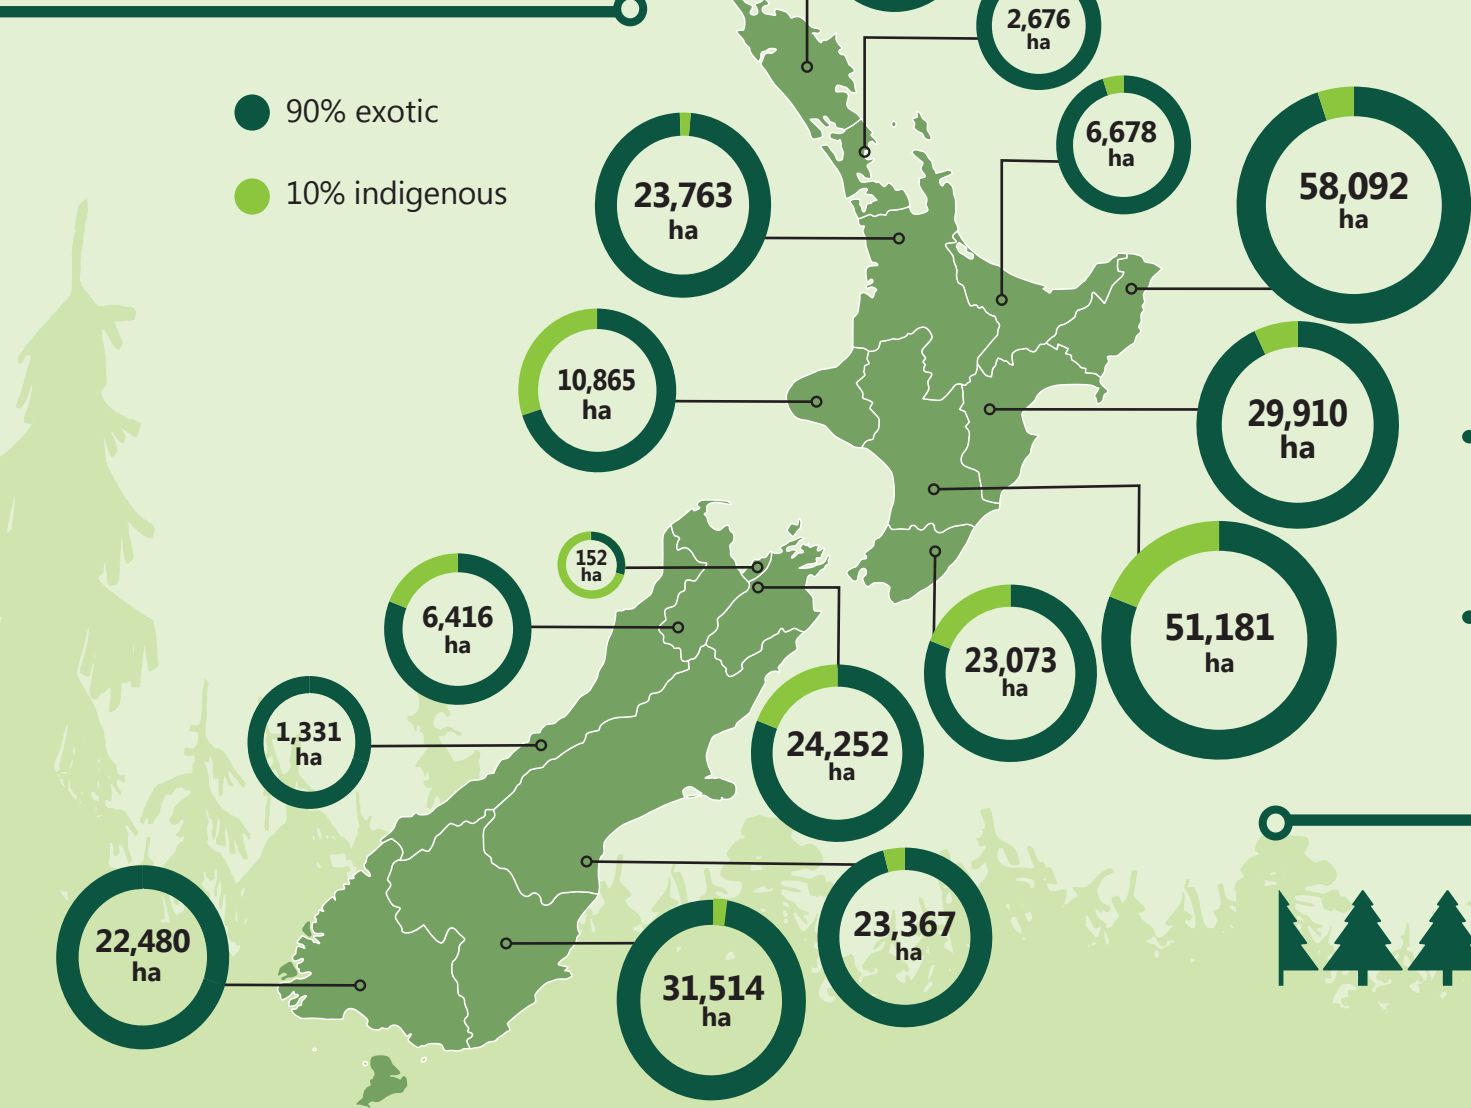 2,676
ha
90% exotic
6,678
ha
58,092
ha
10% indigenous
23,763
ha
10,865
ha
29,910
ha
152
ha
6,416
ha
51,181
ha
23,073
ha
1,331
ha
24,252
ha
22,480
ha
23,367
ha
31,514
ha